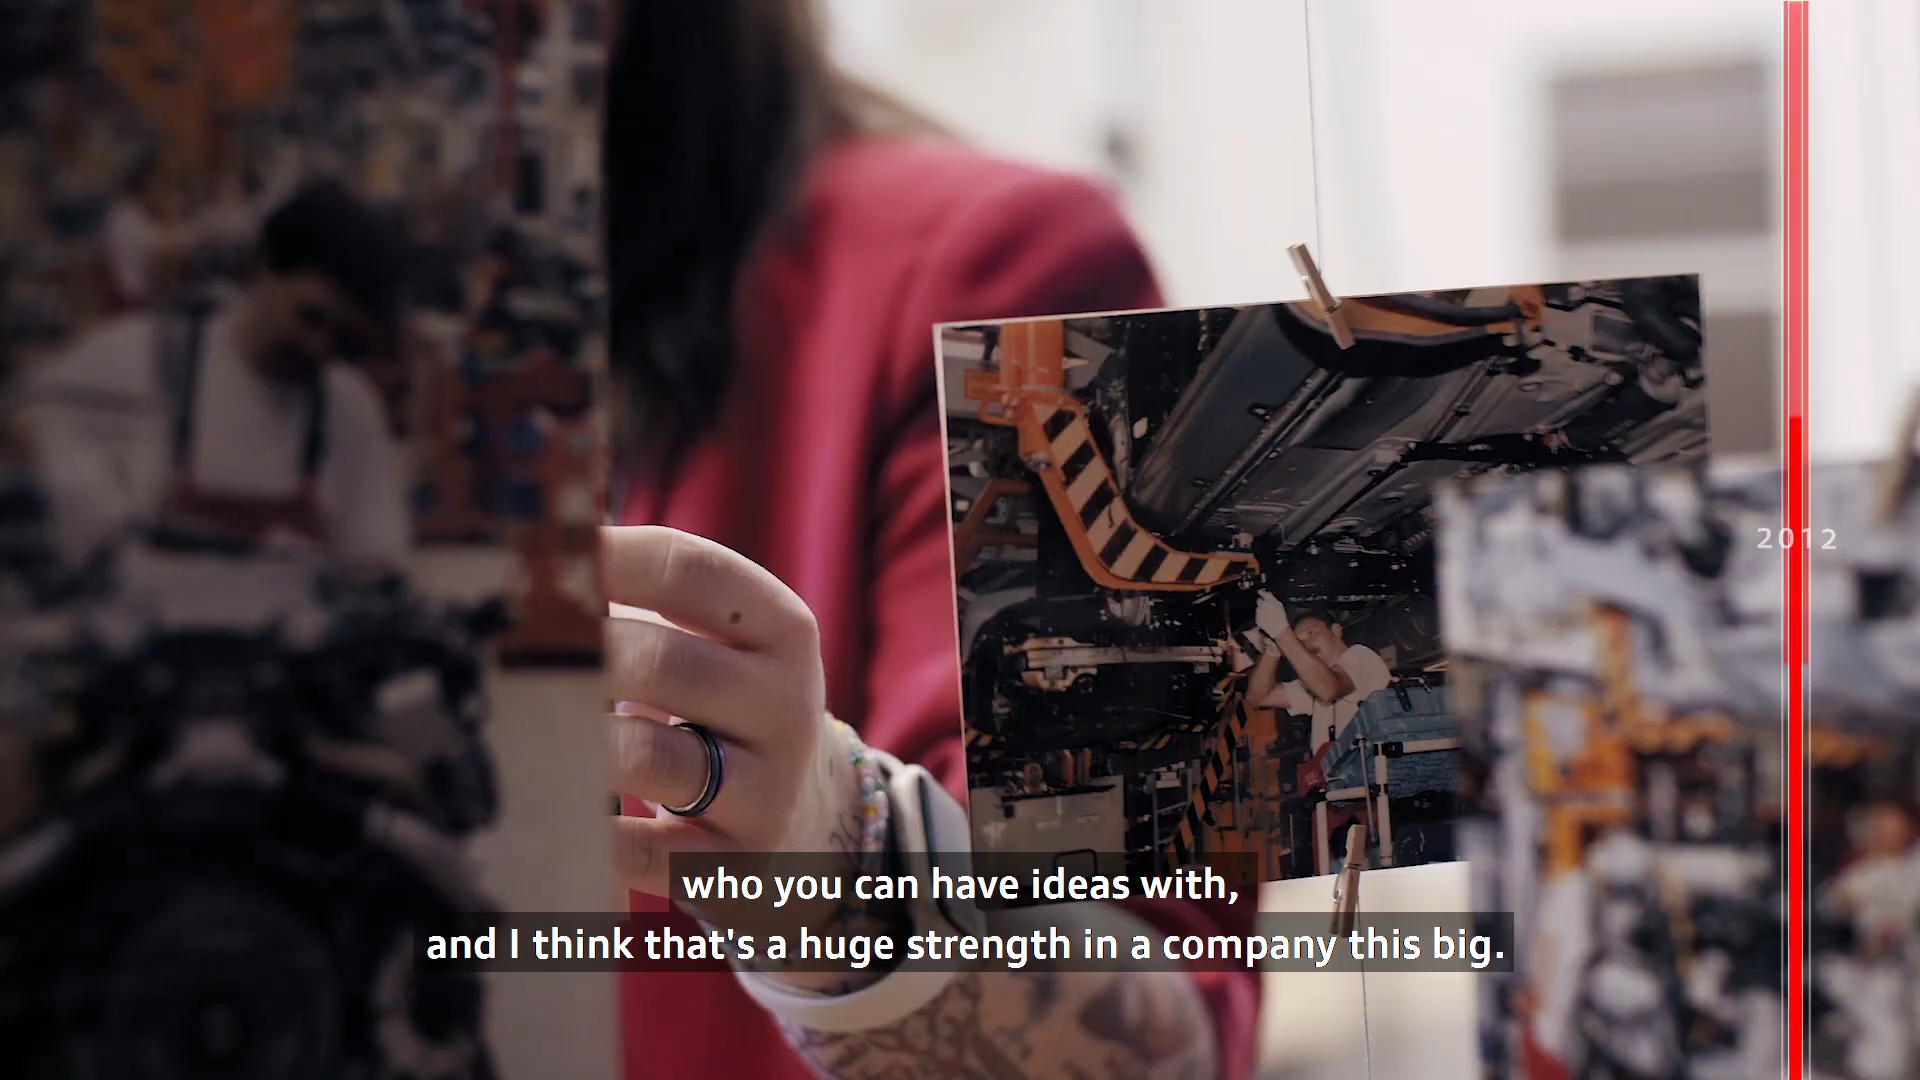 2012
who you can have ideas with,
and I think that's a huge strength in a company this big.